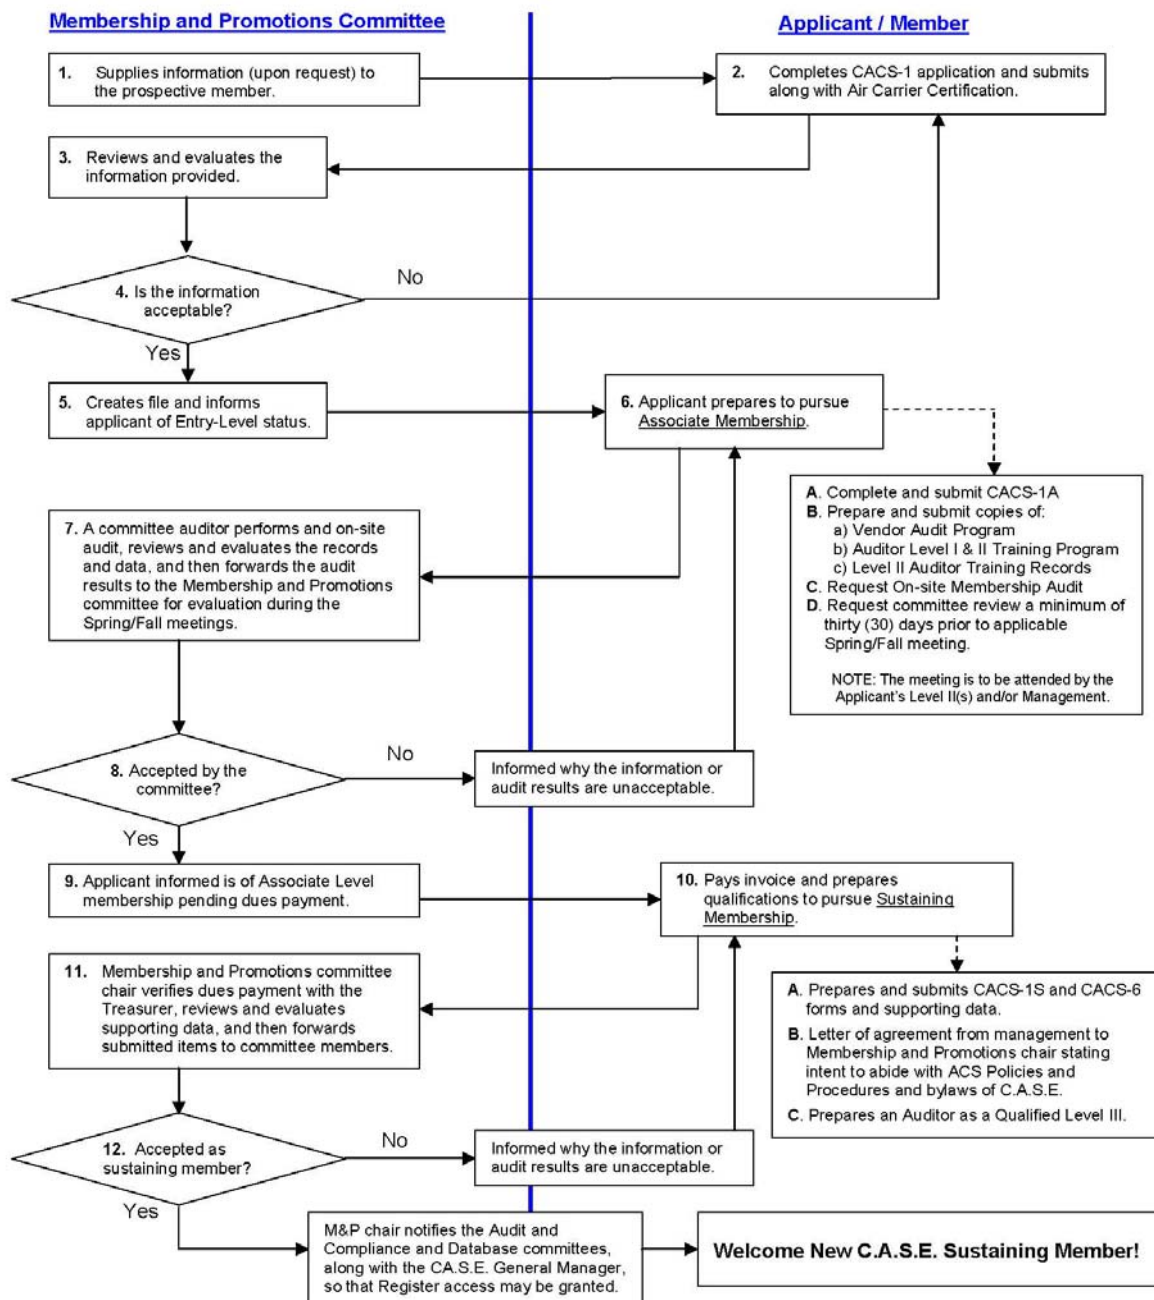 Membership and Promotions Committee
Applicant / Member
1. Supplies information (upon request) to
the prospective member.
2. Completes CACS-1 application and submits
along with Air Carrier Certification.
3. Reviews and evaluates the
information provided.
4. Is the information
acceptable?
No
Yes
5. Creates file and informs
applicant of Entry-Level status.
6. Applicant prepares to pursue
Associate Membership.
A. Complete and submit CACS-1A
B. Prepare and submit copies of:
a) Vendor Audit Program
b) Auditor Level I & II Training Program
c) Level II Auditor Training Records
C. Request On-site Membership Audit
D. Request committee review a minimum of
thirty (30) days prior to applicable
Spring/Fall meeting.
NOTE: The meeting is to be attended by the
Applicant's Level II(s) and/or Management.
7. A committee auditor performs and on-site
audit, reviews and evaluates the records
and data, and then forwards the audit
results to the Membership and Promotions
committee for evaluation during the
Spring/Fall meetings.
8. Accepted by the
committee?
No
Informed why the information or
audit results are unacceptable.
Yes
9. Applicant informed is of Associate Level
membership pending dues payment.
10. Pays invoice and prepares
qualifications to pursue Sustaining
Membership.
A. Prepares and submits CACS-1S and CACS-6
forms and supporting data.
B. Letter of agreement from management to
Membership and Promotions chair stating
intent to abide with ACS Policies and
Procedures and bylaws of C.A.S.E.
C. Prepares an Auditor as a Qualified Level III.
11. Membership and Promotions committee
chair verifies dues payment with the
Treasurer, reviews and evaluates
supporting data, and then forwards
submitted items to committee members.
12. Accepted as
sustaining member?
No
Informed why the information or
audit results are unacceptable.
Yes
M&P chair notifies the Audit and
Compliance and Database committees,
along with the CA.S.E. General Manager,
so that Register access may be granted.
Welcome New C.A.S.E. Sustaining Member!